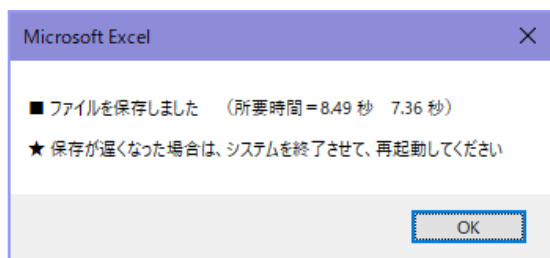 Microsoft Excel
■ ファイルを保存しました　（所要時間＝8.49 秒　7.36 秒）
★ 保存が遅くなった場合は、システムを終了させて、再起動してください
OK